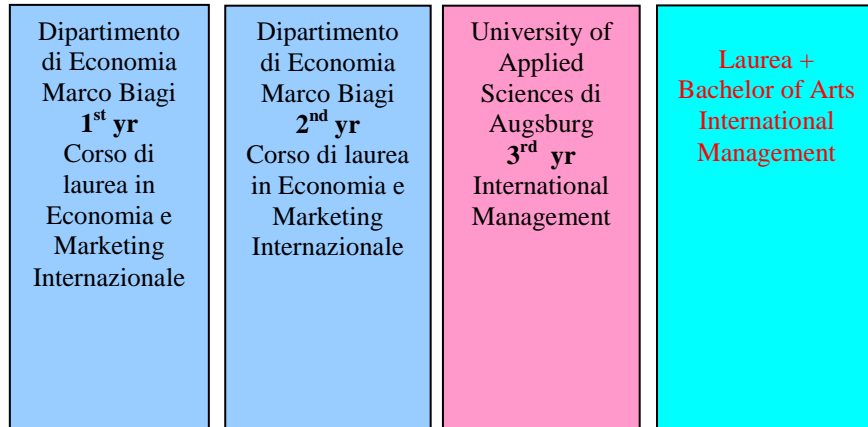 Dipartimento
di Economia
Marco Biagi
1st yr
Corso di
laurea in
Economia e
Marketing
Internazionale
Dipartimento
di Economia
Marco Biagi
2nd yr
Corso di laurea
in Economia e
Marketing
Internazionale
University of
Applied
Sciences di
Augsburg
3rd yr
International
Management
Laurea +
Bachelor of Arts
International
Management